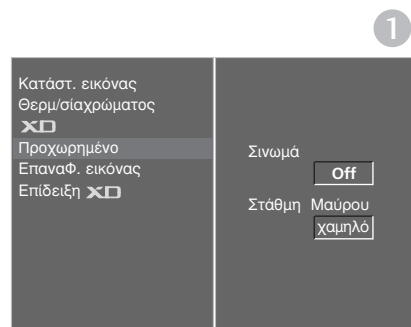 1
Κατάστ. εικόνας
Θερμ/σίαχρώματος
XD
Προχωρημένο
ΕπαναΦ. εικόνας
Επίδειξη XD
Σινωμά
Off
Στάθμη Μαύρου
χαμηλό